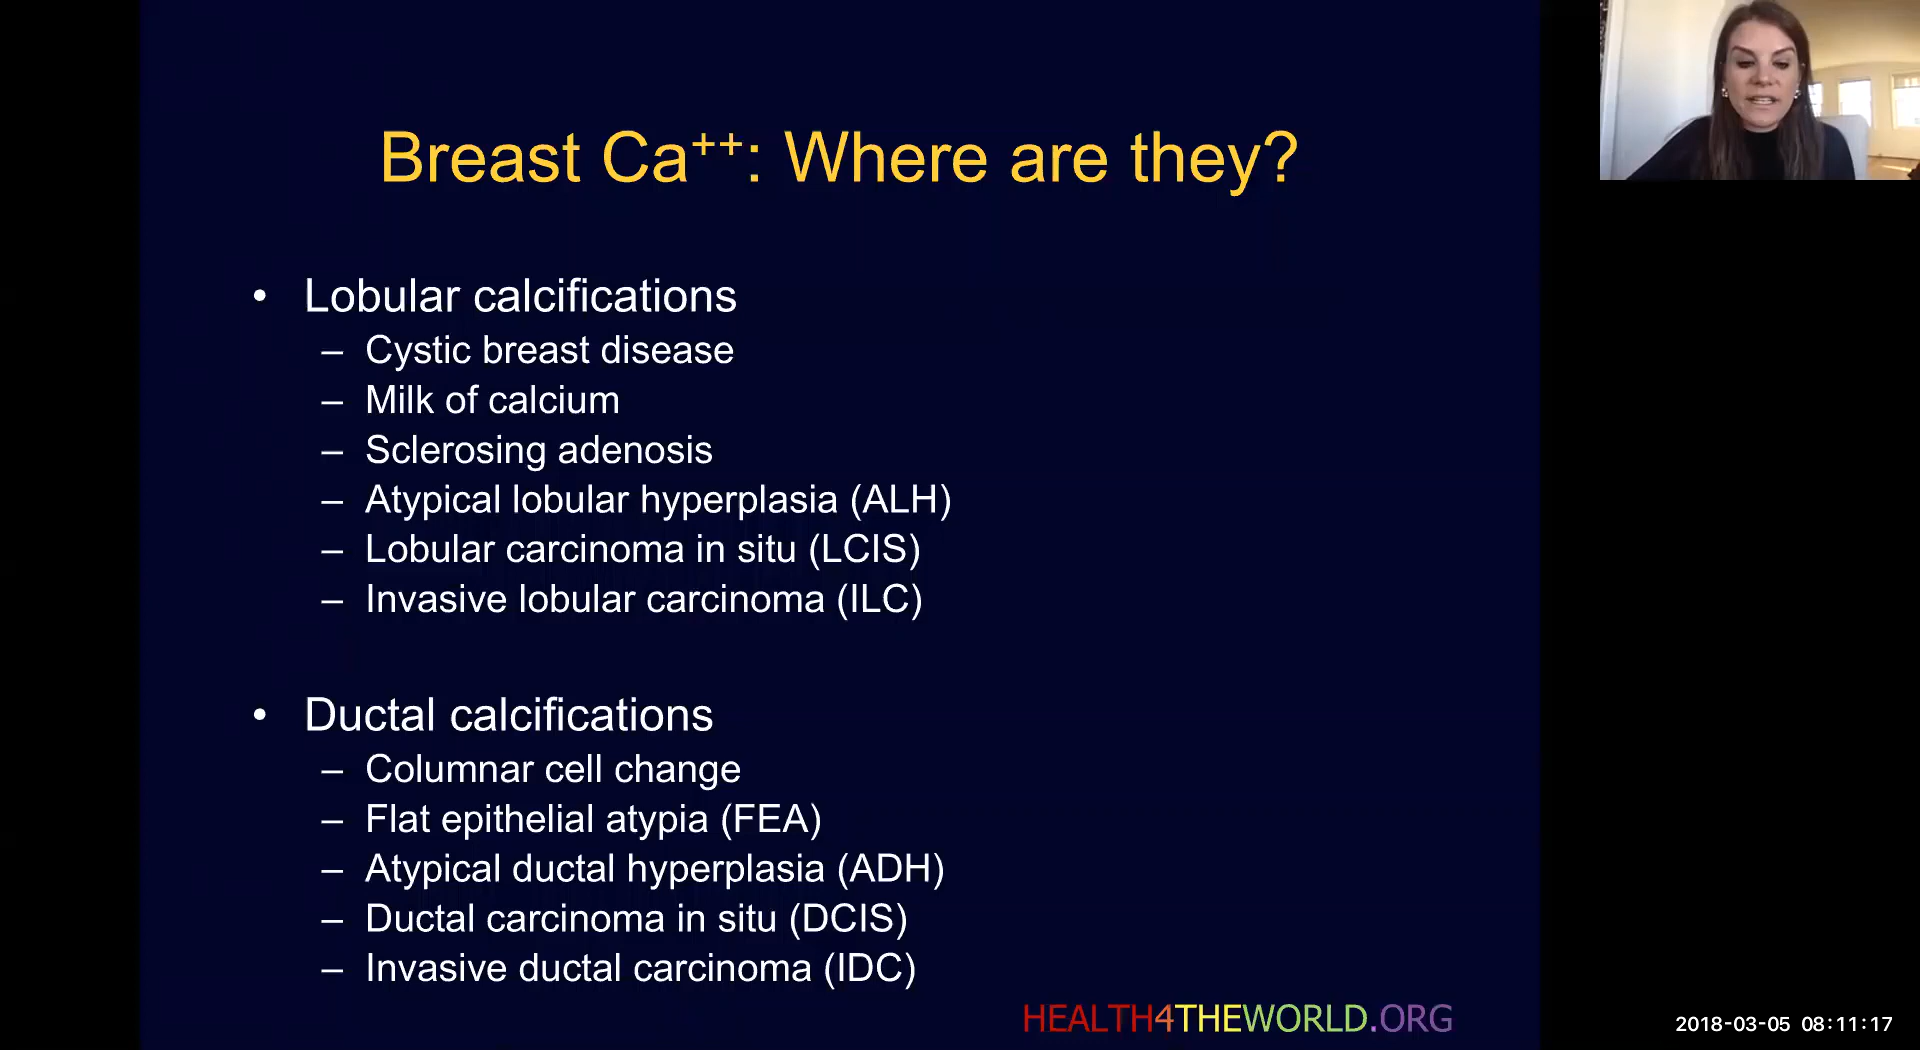 Breast Ca++: Where are they?
• Lobular calcifications
– Cystic breast disease
– Milk of calcium
– Sclerosing adenosis
– Atypical lobular hyperplasia (ALH)
– Lobular carcinoma in situ (LCIS)
– Invasive lobular carcinoma (ILC)
• Ductal calcifications
– Columnar cell change
– Flat epithelial atypia (FEA)
– Atypical ductal hyperplasia (ADH)
– Ductal carcinoma in situ (DCIS)
– Invasive ductal carcinoma (IDC)
HEALTH4THEWORLD.ORG
2018-03-05 08:11:17